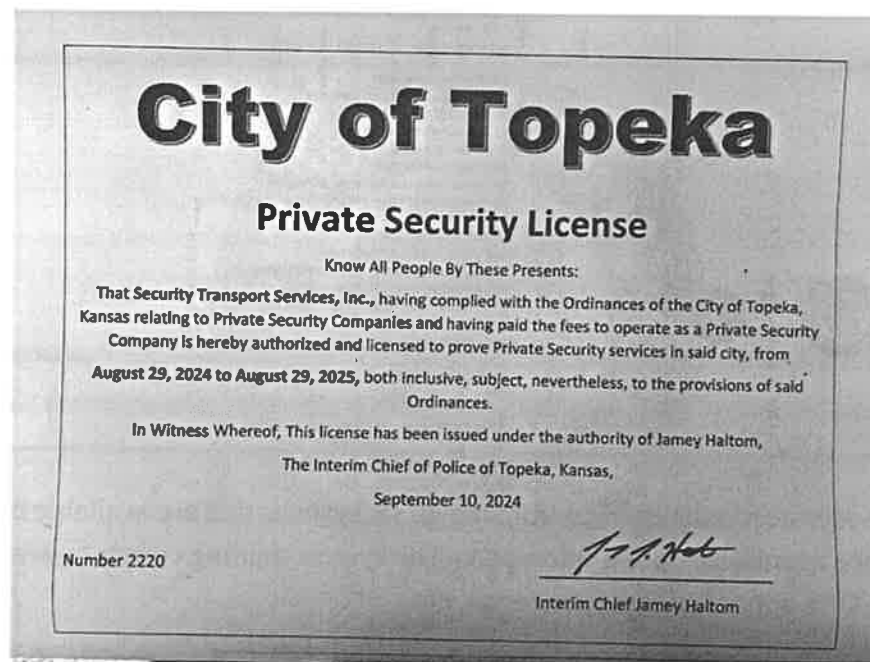 City of Topeka
Private Security License
Know All People By These Presents:
That Security Transport Services, Inc., having complied with the Ordinances of the City of Topeka,
Kansas relating to Private Security Companies and having paid the fees to operate as a Private Security
Company is hereby authorized and licensed to prove Private Security services in said city, from
August 29, 2024 to August 29, 2025, both inclusive, subject, nevertheless, to the provisions of said
Ordinances.
In Witness Whereof, This license has been issued under the authority of Jamey Haltom,
The Interim Chief of Police of Topeka, Kansas,
September 10, 2024
Number 2220
Interim Chief Jamey Haltom